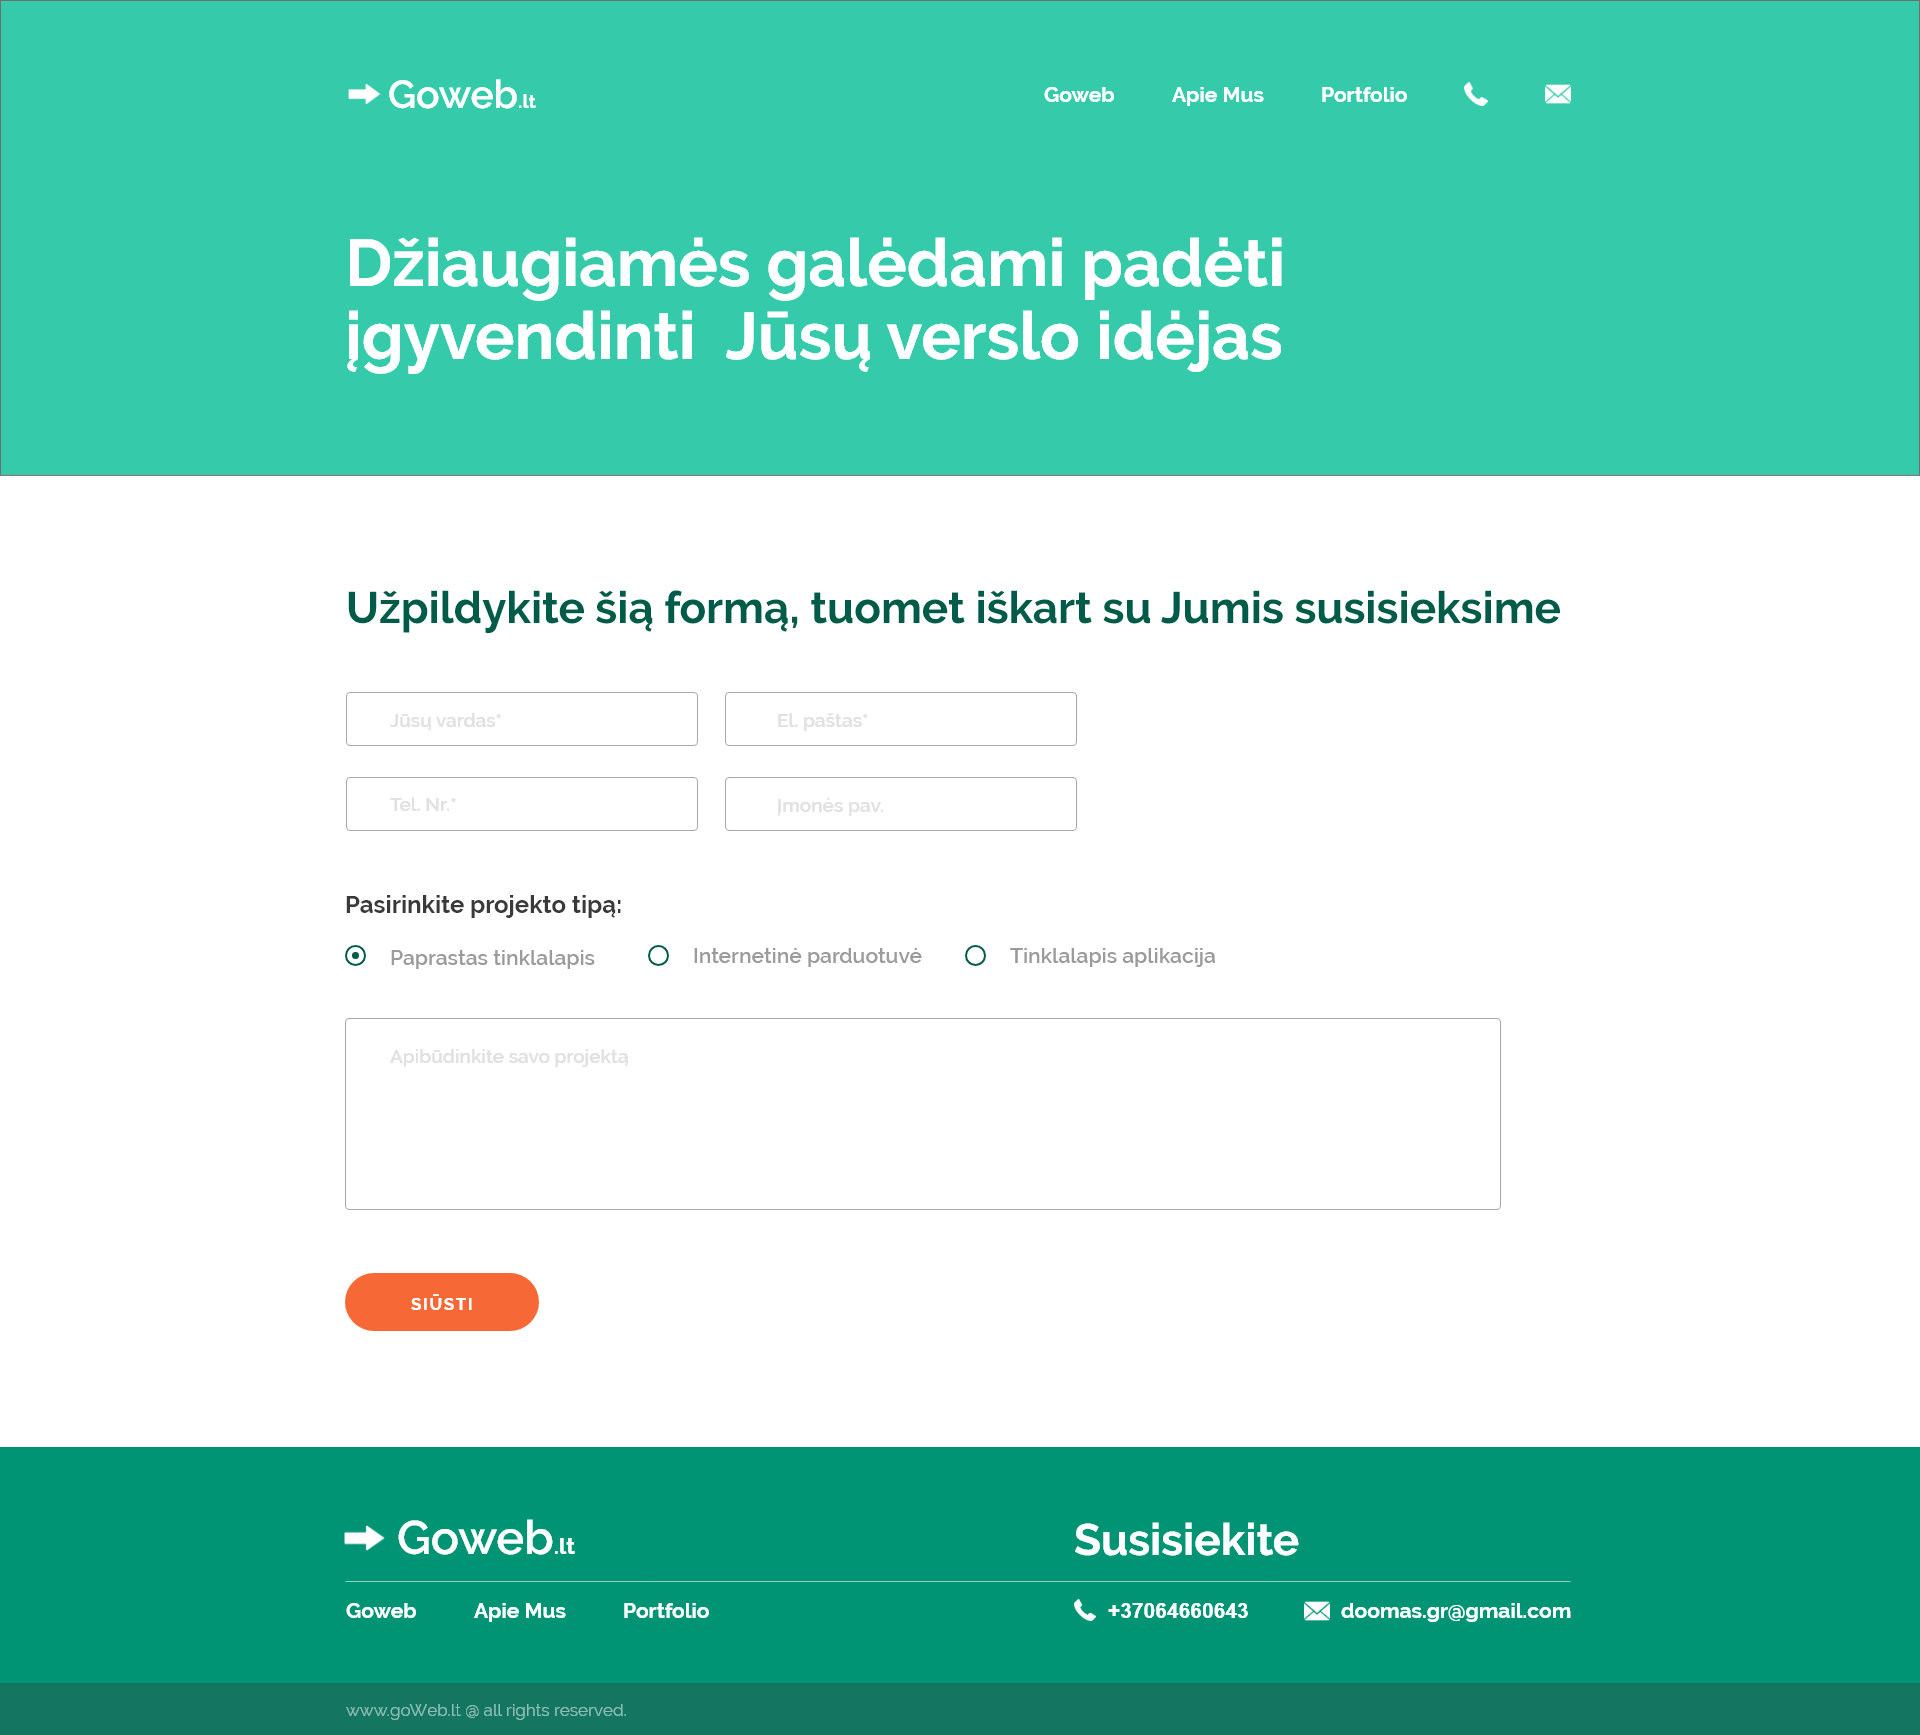 Goweb.lt
Goweb Apie Mus Portfolio
Džiaugiamės galėdami padėti
įgyvendinti Jūsų verslo idėjas
Užpildykite šią formą, tuomet iškart su Jumis susisieksime
Jūsų vardas* El. paštas*
Tel. Nr.* Įmonės pav.
Pasirinkite projekto tipą:
Paprastas tinklalapis Internetinė parduotuvė Tinklalapis aplikacija
Apibūdinkite savo projektą
SIŪSTI
Goweb.lt Susisiekite
Goweb Apie Mus Portfolio +37064660643 doomas.gr@gmail.com
www.goWeb.lt @ all rights reserved.